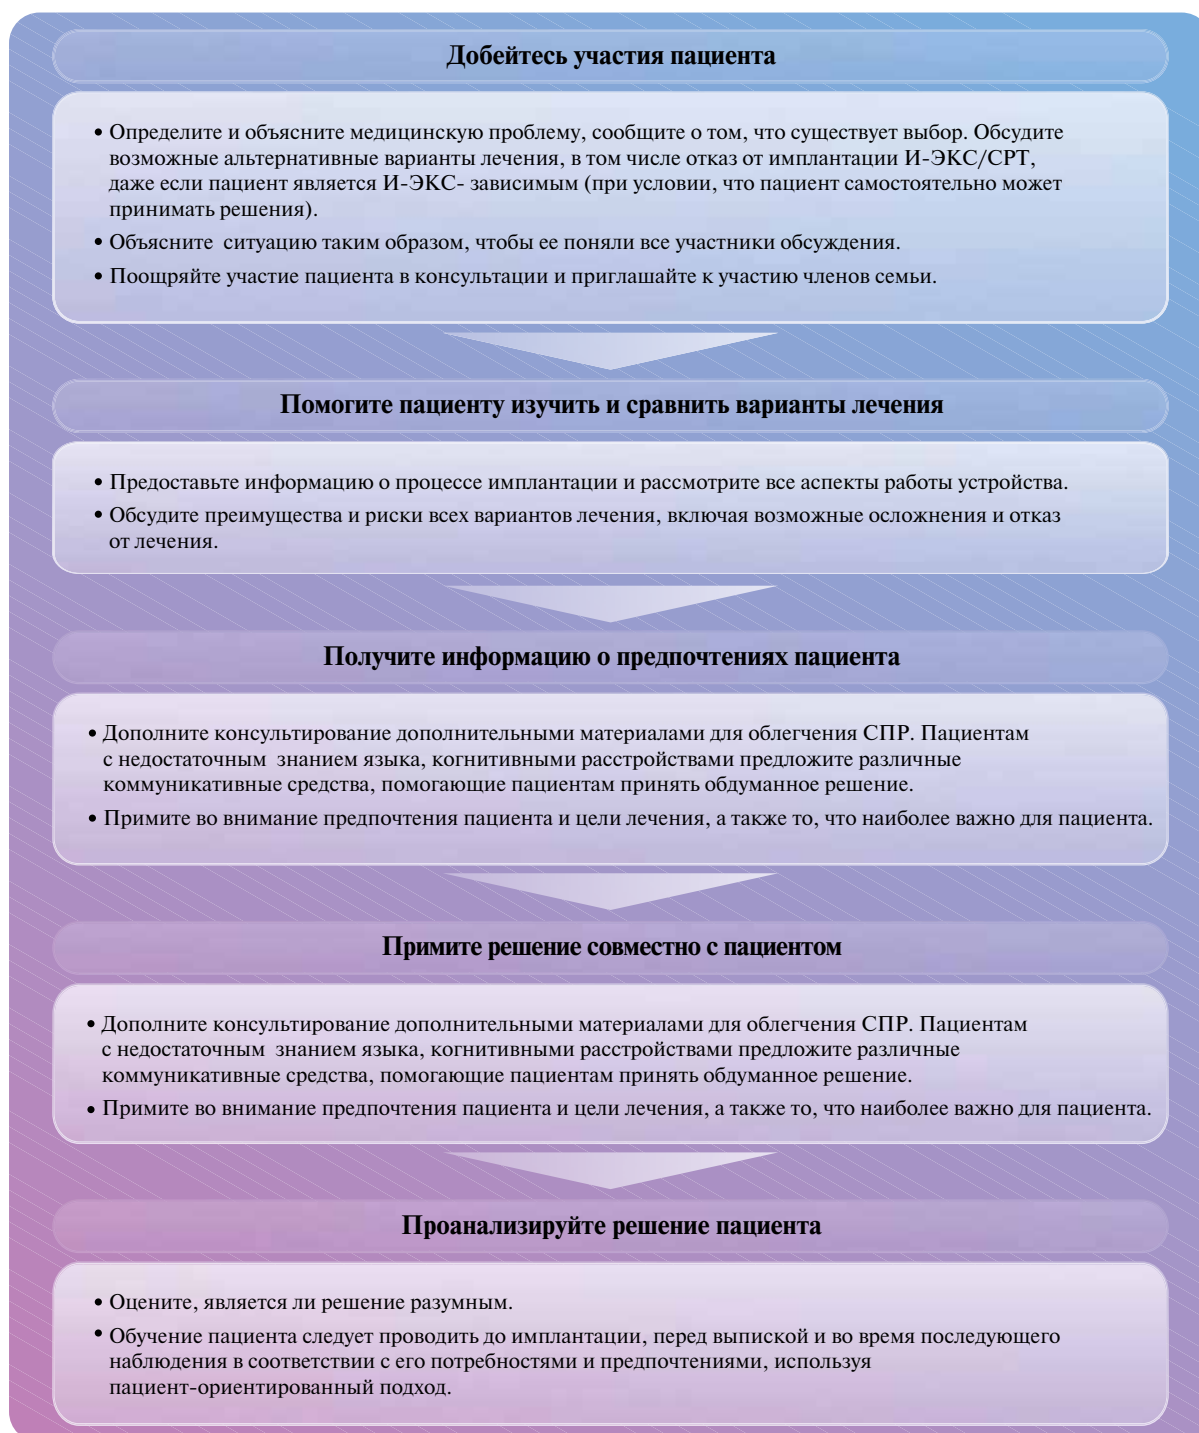 Добейтесь участия пациента
• Определите и объясните медицинскую проблему, сообщите о том, что существует выбор. Обсудите
возможные альтернативные варианты лечения, в том числе отказ от имплантации И-ЭКС/СРТ,
даже если пациент является И-ЭКС- зависимым (при условии, что пациент самостоятельно может
принимать решения).
• Объясните ситуацию таким образом, чтобы ее поняли все участники обсуждения.
• Поощряйте участие пациента в консультации и приглашайте к участию членов семьи.
Помогите пациенту изучить и сравнить варианты лечения
• Предоставьте информацию о процессе имплантации и рассмотрите все аспекты работы устройства.
• Обсудите преимущества и риски всех вариантов лечения, включая возможные осложнения и отказ
от лечения.
Получите информацию о предпочтениях пациента
• Дополните консультирование дополнительными материалами для облегчения СПР. Пациентам
с недостаточным знанием языка, когнитивными расстройствами предложите различные
коммуникативные средства, помогающие пациентам принять обдуманное решение.
• Примите во внимание предпочтения пациента и цели лечения, а также то, что наиболее важно для пациента.
Примите решение совместно с пациентом
• Дополните консультирование дополнительными материалами для облегчения СПР. Пациентам
с недостаточным знанием языка, когнитивными расстройствами предложите различные
коммуникативные средства, помогающие пациентам принять обдуманное решение.
• Примите во внимание предпочтения пациента и цели лечения, а также то, что наиболее важно для пациента.
Проанализируйте решение пациента
• Оцените, является ли решение разумным.
• Обучение пациента следует проводить до имплантации, перед выпиской и во время последующего
наблюдения в соответствии с его потребностями и предпочтениями, используя
пациент-ориентированный подход.